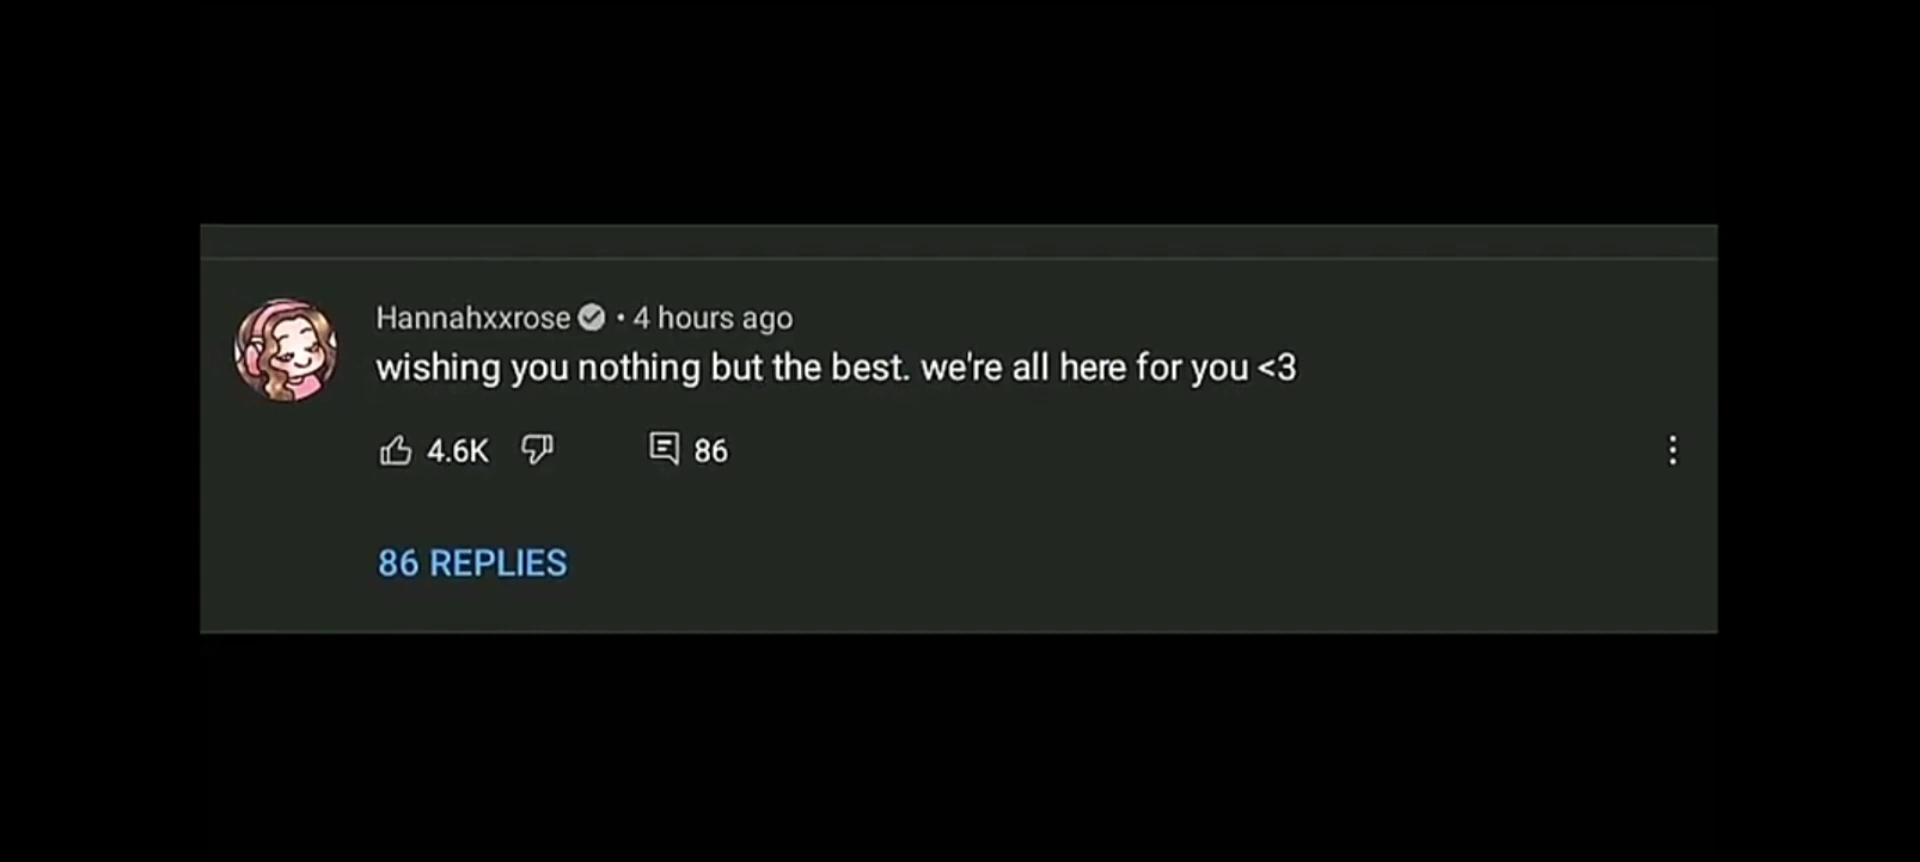 Hannahxxrose • 4 hours ago
wishing you nothing but the best. we're all here for you <3
4.6K 86
86 REPLIES